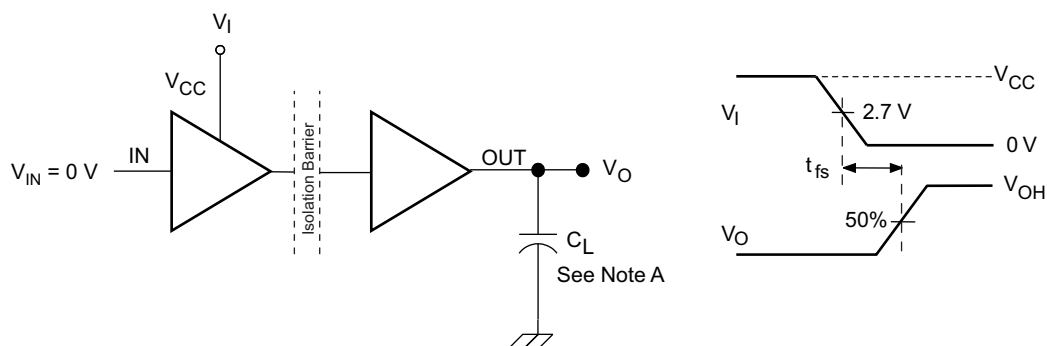 V_I
V_CC
IN
V_IN = 0 V
Isolation Barrier
OUT
V_O
C_L
See Note A
V_CC
V_I
2.7 V
0 V
t_fs
V_OH
50%
V_O